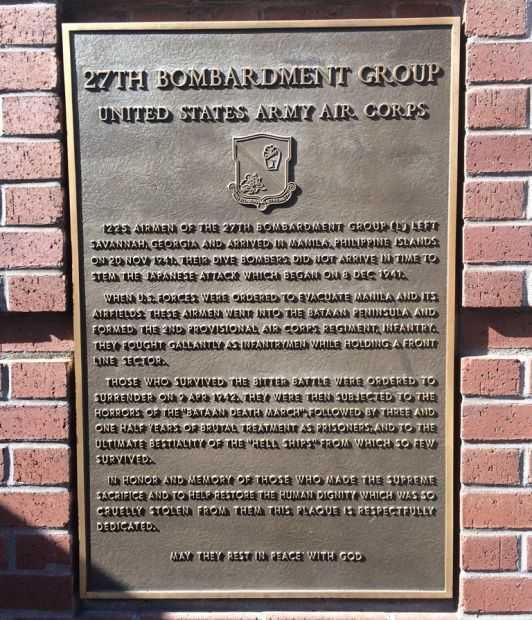 27TH BOMBARDMENT GROUP
UNITED STATES ARMY AIR CORPS
1225 AIRMEN OF THE 27TH BOMBARDMENT GROUP (L) LEFT
SAVANNAH, GEORGIA AND ARRIVED IN MANILA, PHILIPPINE ISLANDS
ON 20 NOV 1941. THEIR DIVE BOMBERS DID NOT ARRIVE IN TIME TO
STEM THE JAPANESE ATTACK WHICH BEGAN ON 8 DEC 1941.
WHEN U.S. FORCES WERE ORDERED TO EVACUATE MANILA AND ITS
AIRFIELDS THESE AIRMEN WENT INTO THE BATAAN PENINSULA AND
FORMED THE 2ND PROVISIONAL AIR CORPS REGIMENT, INFANTRY.
THEY FOUGHT GALLANTLY AS INFANTRYMEN WHILE HOLDING A FRONT
LINE SECTOR.
THOSE WHO SURVIVED THE BITTER BATTLE WERE ORDERED TO
SURRENDER ON 9 APR 1942. THEY WERE THEN SUBJECTED TO THE
HORRORS OF THE "BATAAN DEATH MARCH", FOLLOWED BY THREE AND
ONE HALF YEARS OF BRUTAL TREATMENT AS PRISONERS, AND TO THE
ULTIMATE BESTIALITY OF THE "HELL SHIPS" FROM WHICH SO FEW
SURVIVED.
IN HONOR AND MEMORY OF THOSE WHO MADE THE SUPREME
SACRIFICE AND TO HELP RESTORE THE HUMAN DIGNITY WHICH WAS SO
CRUELLY STOLEN FROM THEM THIS PLAQUE IS RESPECTFULLY
DEDICATED.
MAY THEY REST IN PEACE WITH GOD